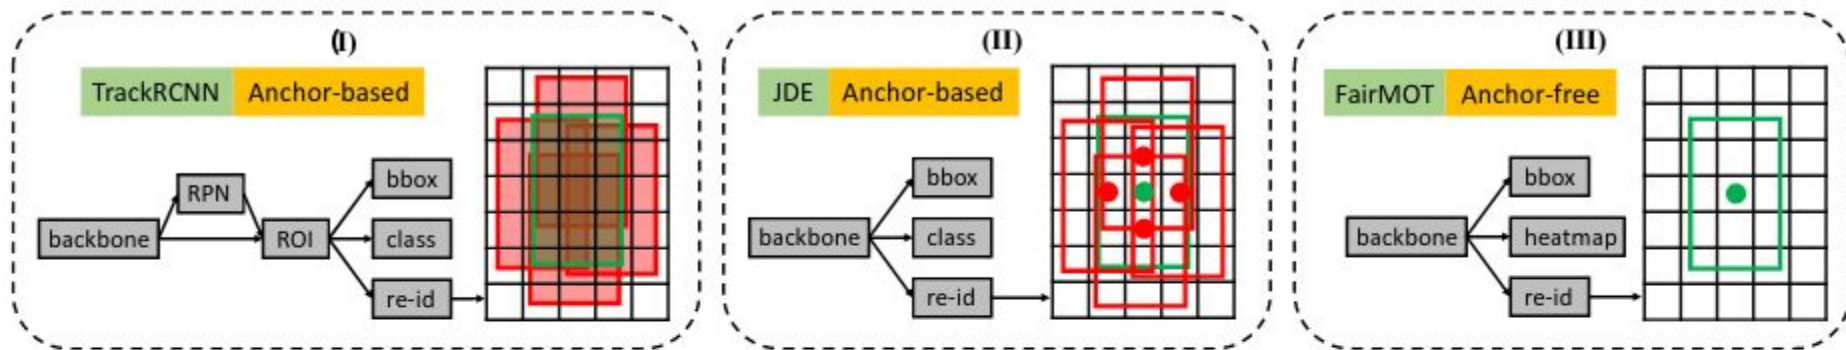 (I)
TrackRCNN Anchor-based
backbone
RPN
ROI
bbox
class
re-id
(II)
JDE Anchor-based
backbone
bbox
class
re-id
(III)
FairMOT Anchor-free
backbone
bbox
heatmap
re-id